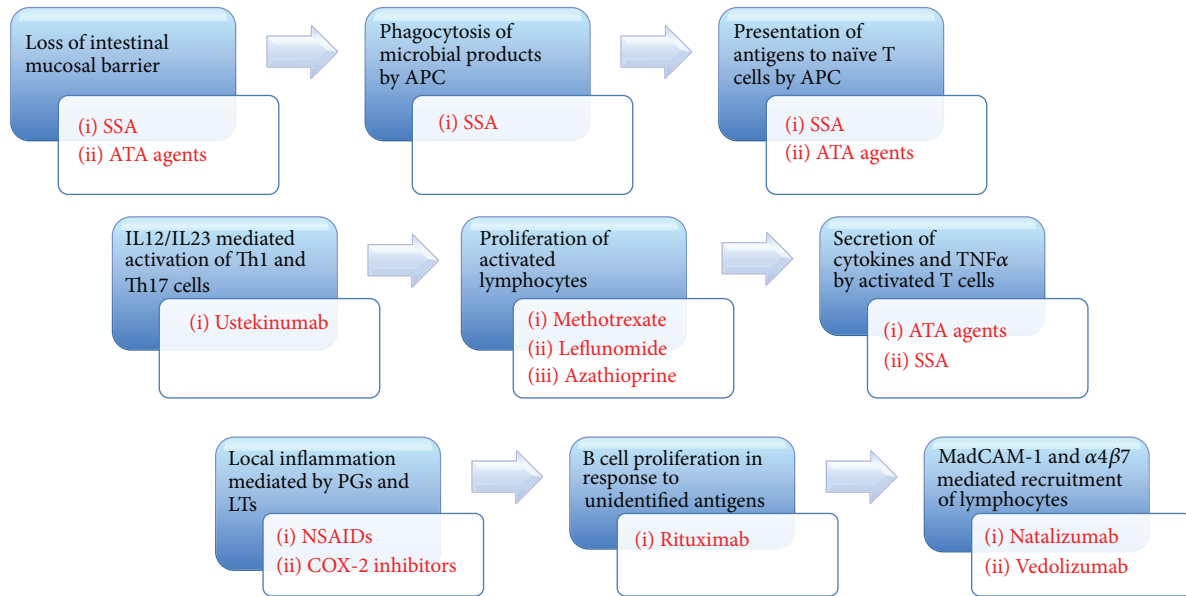 Loss of intestinal
mucosal barrier
(i) SSA
(ii) ATA agents
Phagocytosis of
microbial products
by APC
(i) SSA
Presentation of
antigens to naïve T
cells by APC
(i) SSA
(ii) ATA agents
IL12/IL23 mediated
activation of Th1 and
Th17 cells
(i) Ustekinumab
Proliferation of
activated
lymphocytes
(i) Methotrexate
(ii) Leflunomide
(iii) Azathioprine
Secretion of
cytokines and TNFα
by activated T cells
(i) ATA agents
(ii) SSA
Local inflammation
mediated by PGs and
LTs
(i) NSAIDs
(ii) COX-2 inhibitors
B cell proliferation in
response to
unidentified antigens
(i) Rituximab
MadCAM-1 and α4β7
mediated recruitment
of lymphocytes
(i) Natalizumab
(ii) Vedolizumab